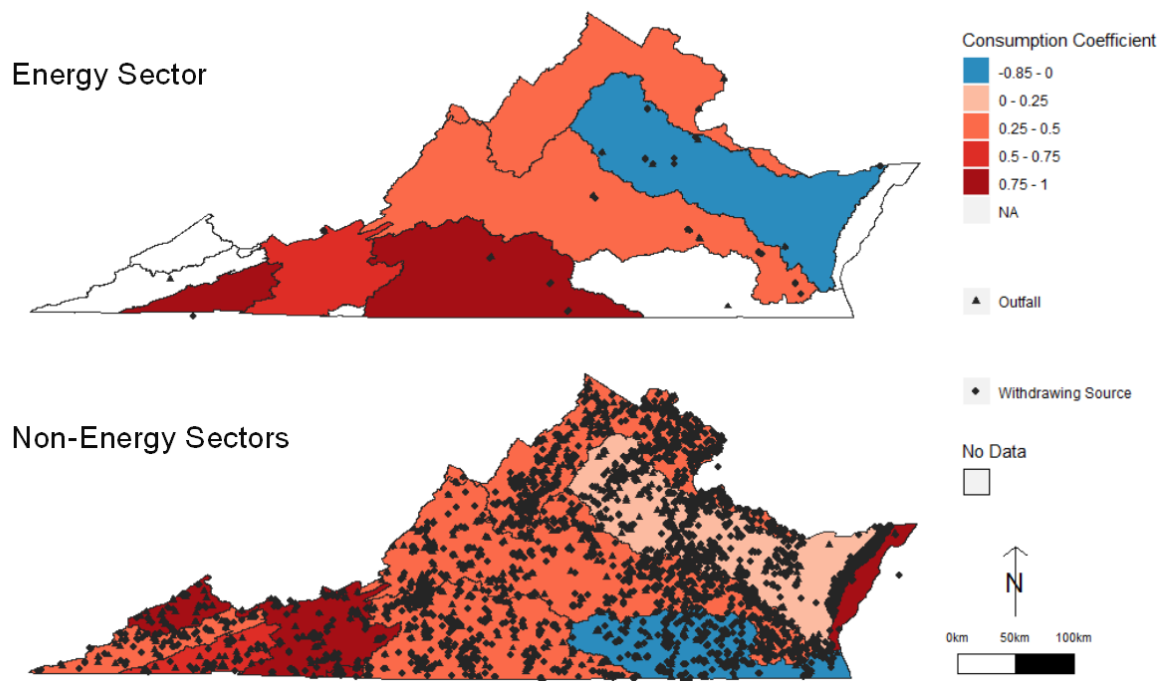 Energy Sector
Consumption Coefficient
-0.85 - 0
0 - 0.25
0.25 - 0.5
0.5 - 0.75
0.75 - 1
NA
Outfall
Withdrawing Source
Non-Energy Sectors
No Data
N
0km 50km 100km